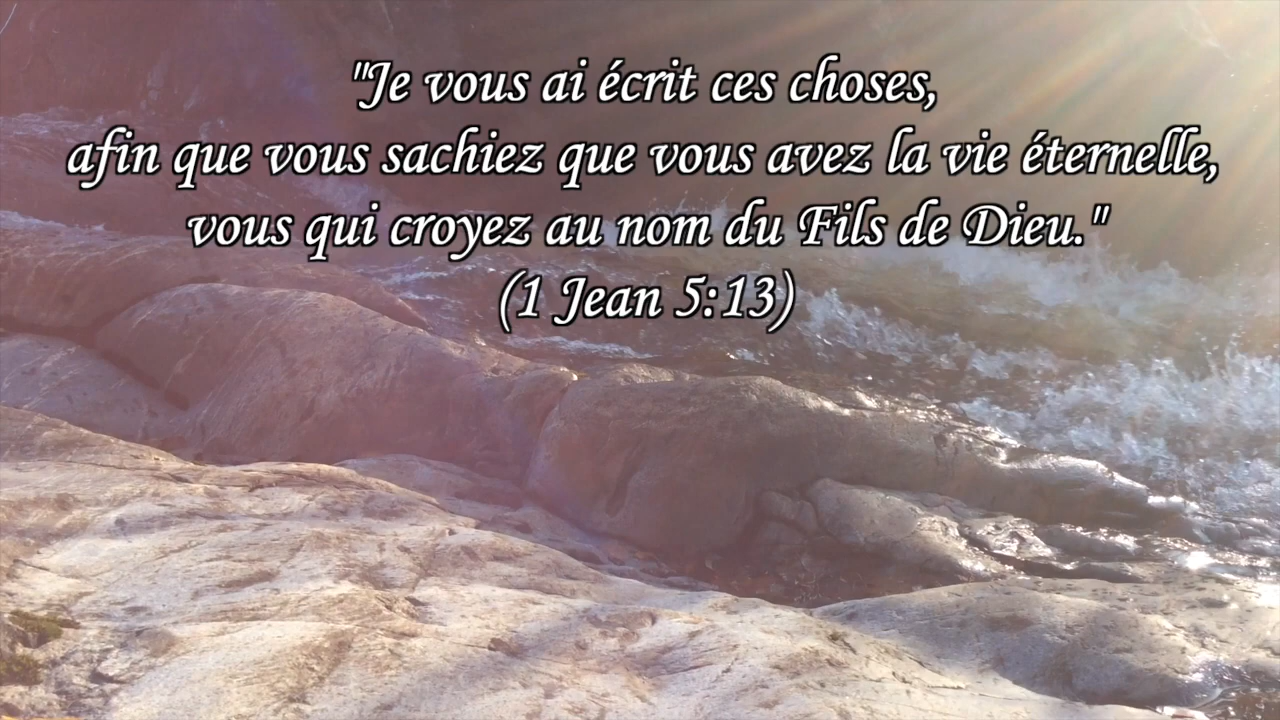 "Je vous ai écrit ces choses,
afin que vous sachiez que vous avez la vie éternelle,
vous qui croyez au nom du Fils de Dieu."
(1 Jean 5:13)